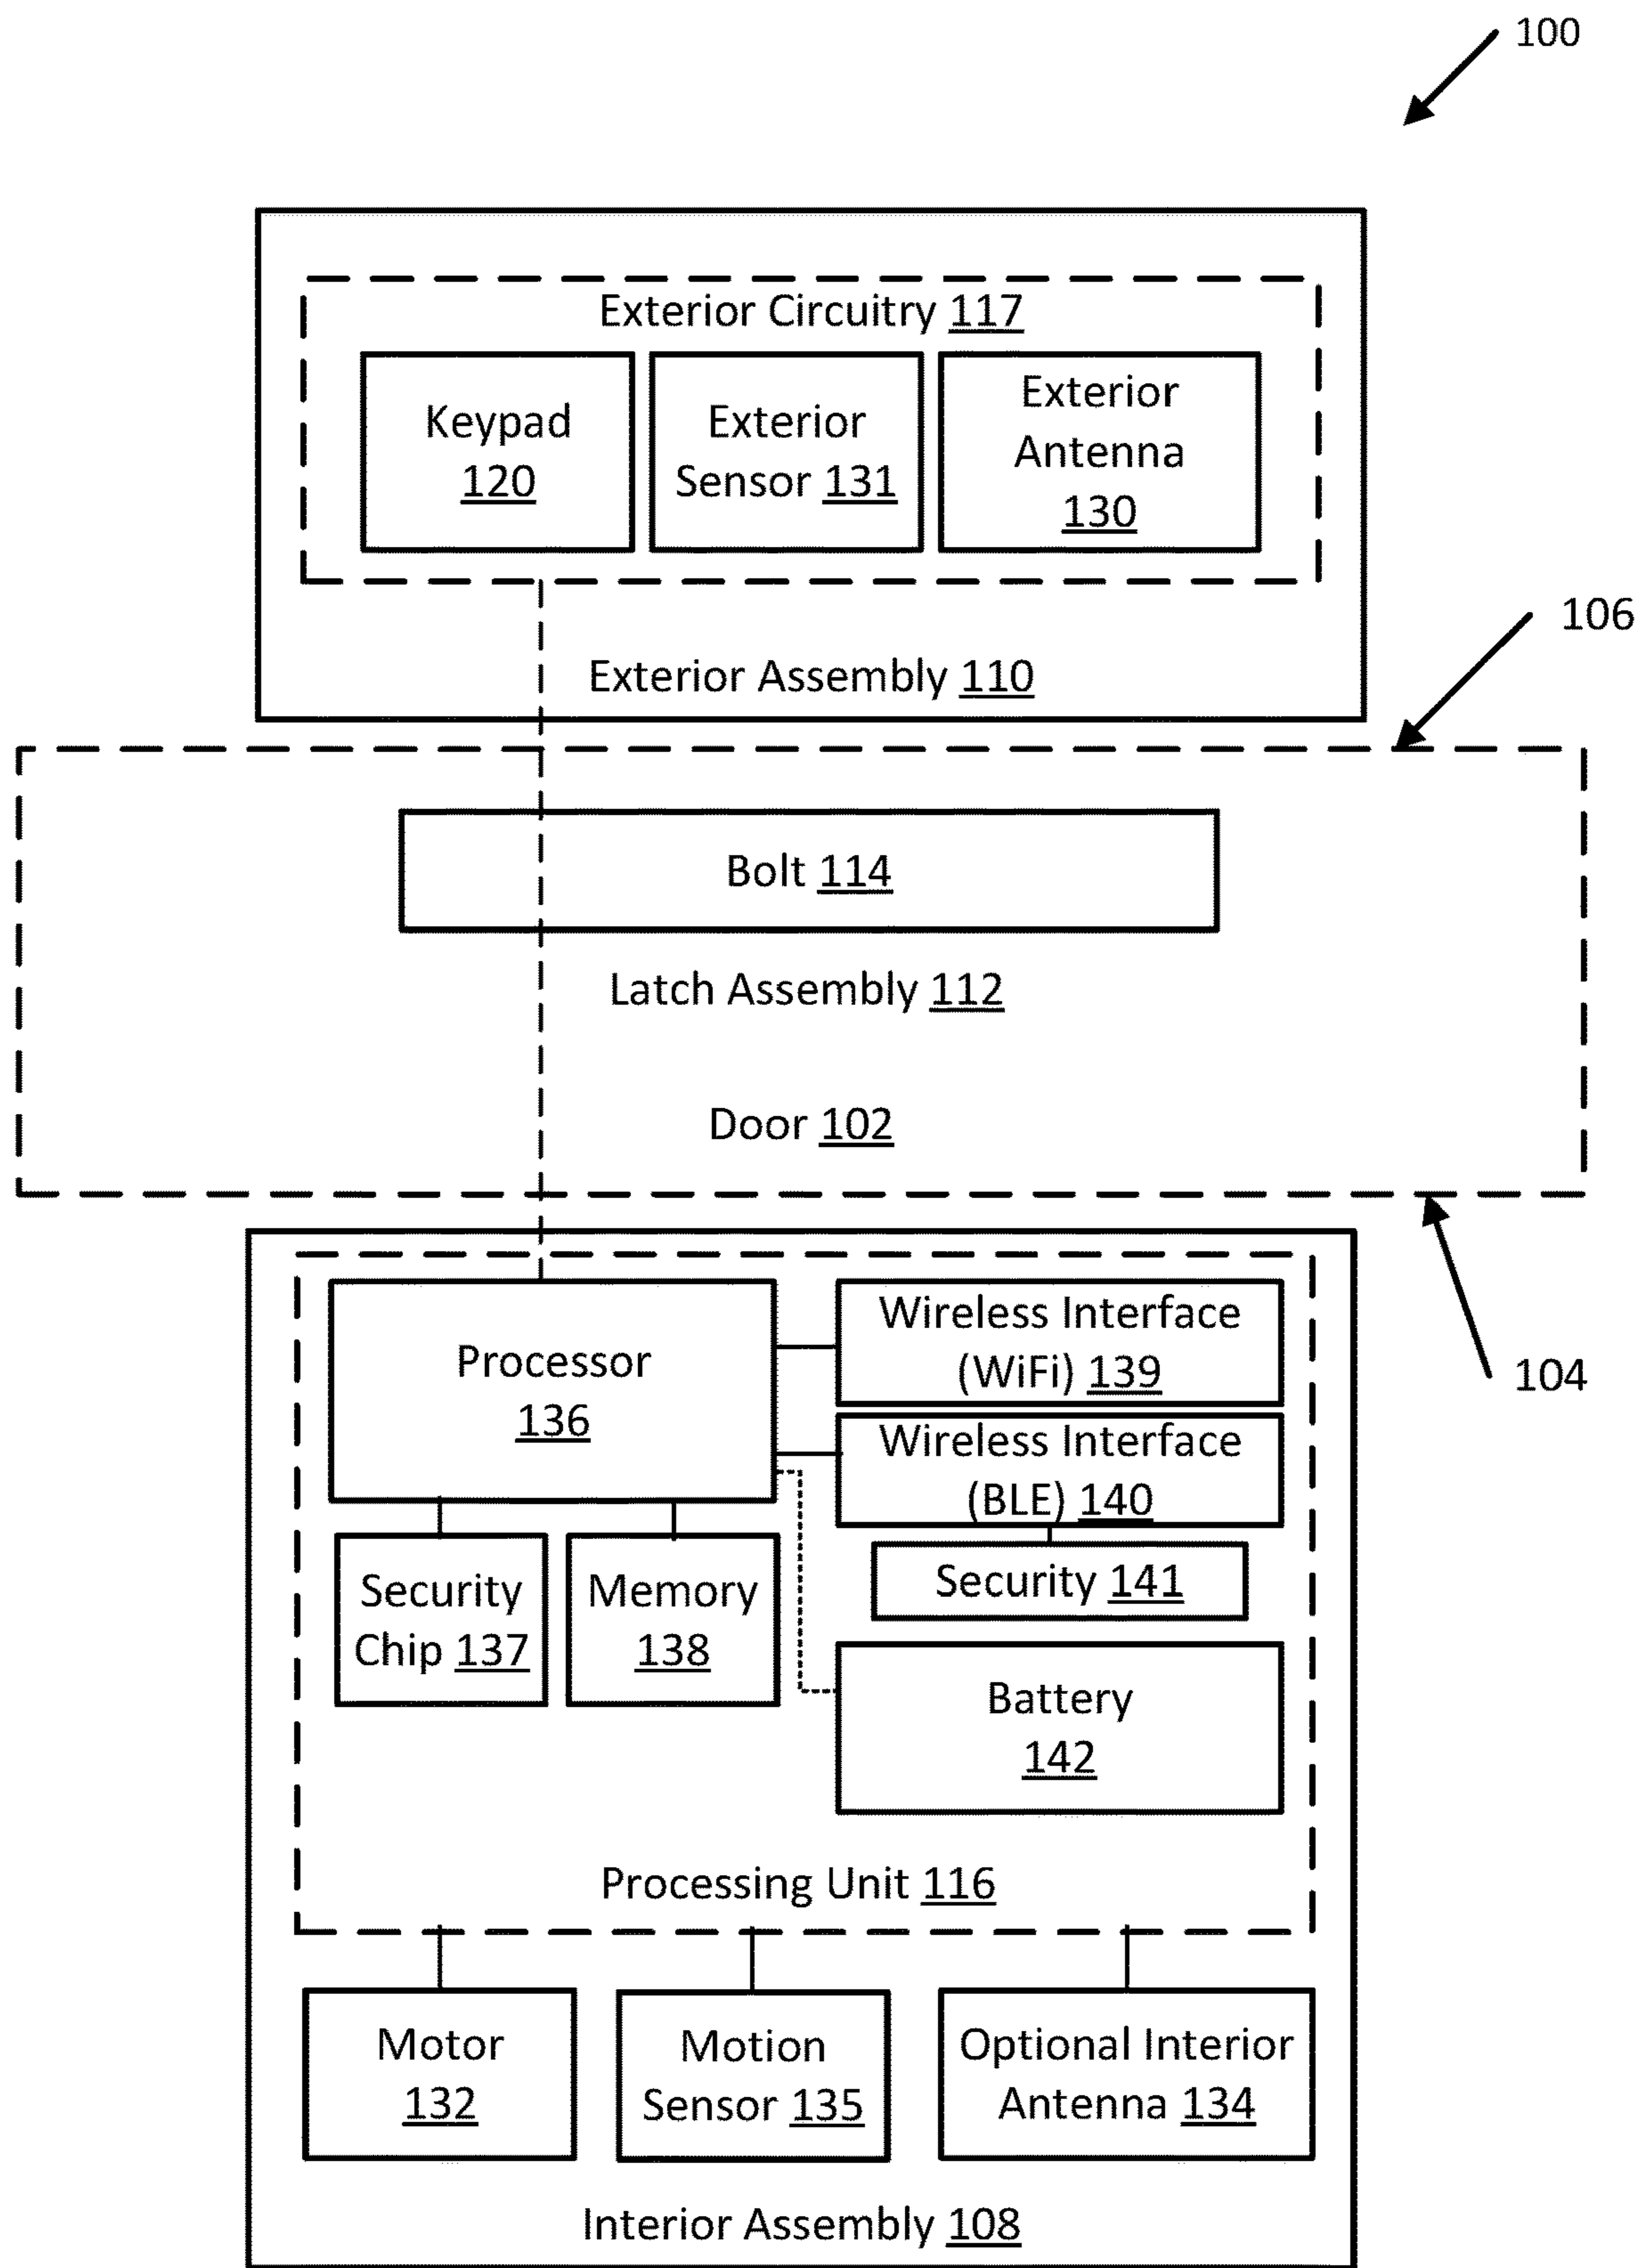 100
Exterior Circuitry 117
Keypad
120
Exterior
Sensor 131
Exterior
Antenna
130
106
Exterior Assembly 110
Bolt 114
Latch Assembly 112
Door 102
104
Processor
136
Wireless Interface
(WiFi) 139
Wireless Interface
(BLE) 140
Security
Chip 137
Memory
138
Security 141
Battery
142
Processing Unit 116
Motor
132
Motion
Sensor 135
Optional Interior
Antenna 134
Interior Assembly 108